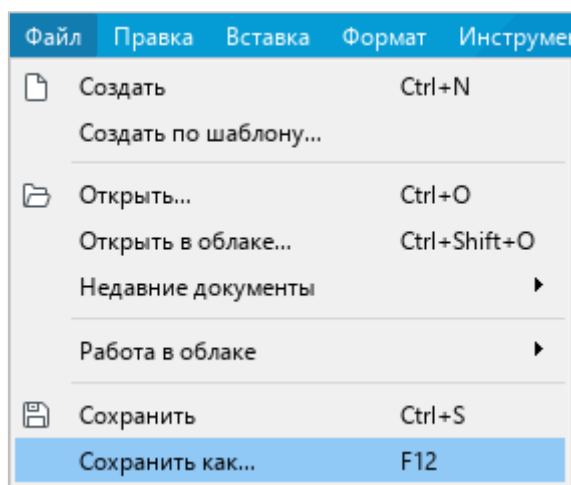 Файл Правка Вставка Формат
Создать Ctrl+N
Создать по шаблону...
Открыть... Ctrl+O
Открыть в облаке... Ctrl+Shift+O
Недавние документы
Работа в облаке
Сохранить Ctrl+S
Сохранить как... F12